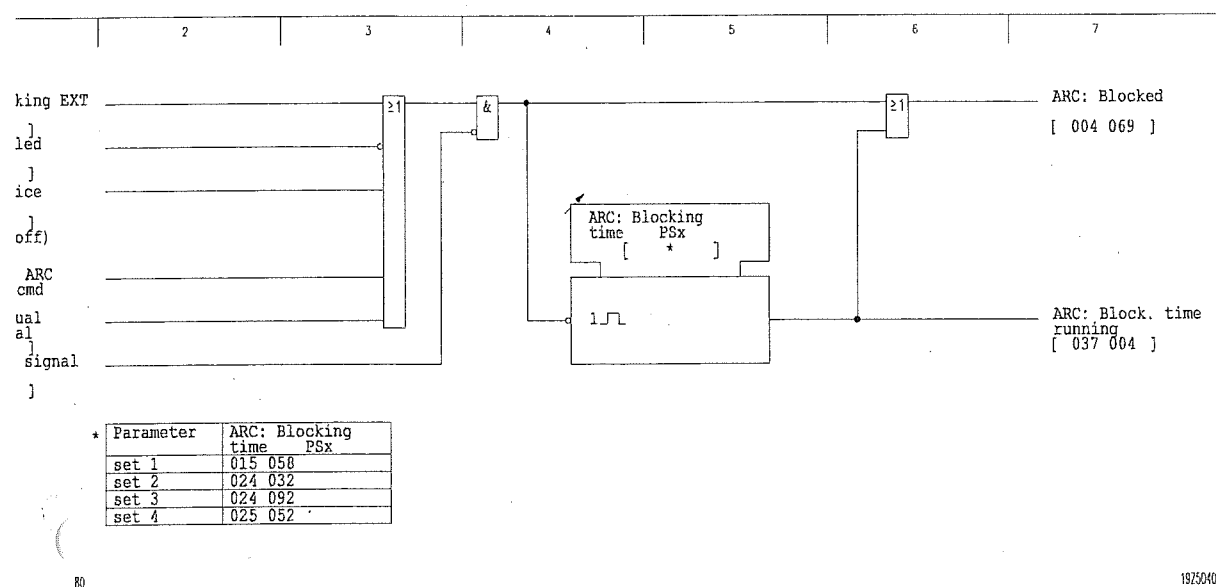 2 3 4 5 6 7
king EXT
]
led
]
ice
]
off)
ARC
cmd
ual
al
]
signal
]
≥1
&
≥1
ARC: Blocked
[ 004 069 ]
ARC: Blocking
time PSx
[ * ]
1
ARC: Block. time
running
[ 037 004 ]
* Parameter ARC: Blocking
time PSx
set 1 015 058
set 2 024 032
set 3 024 092
set 4 025 052
80
19Z5040